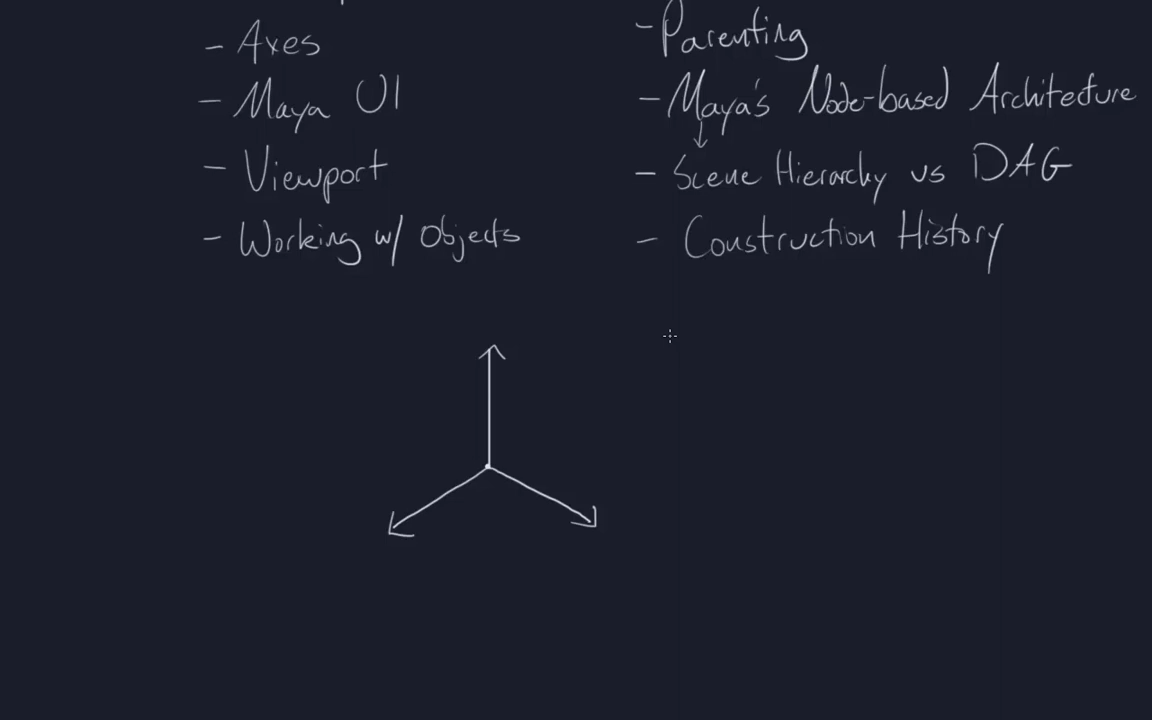 - Axes
- Maya UI
- Viewport
- Working w/ Objects
- Parenting
- Maya's Node-based Architecture
- Scene Hierarchy vs DAG
- Construction History